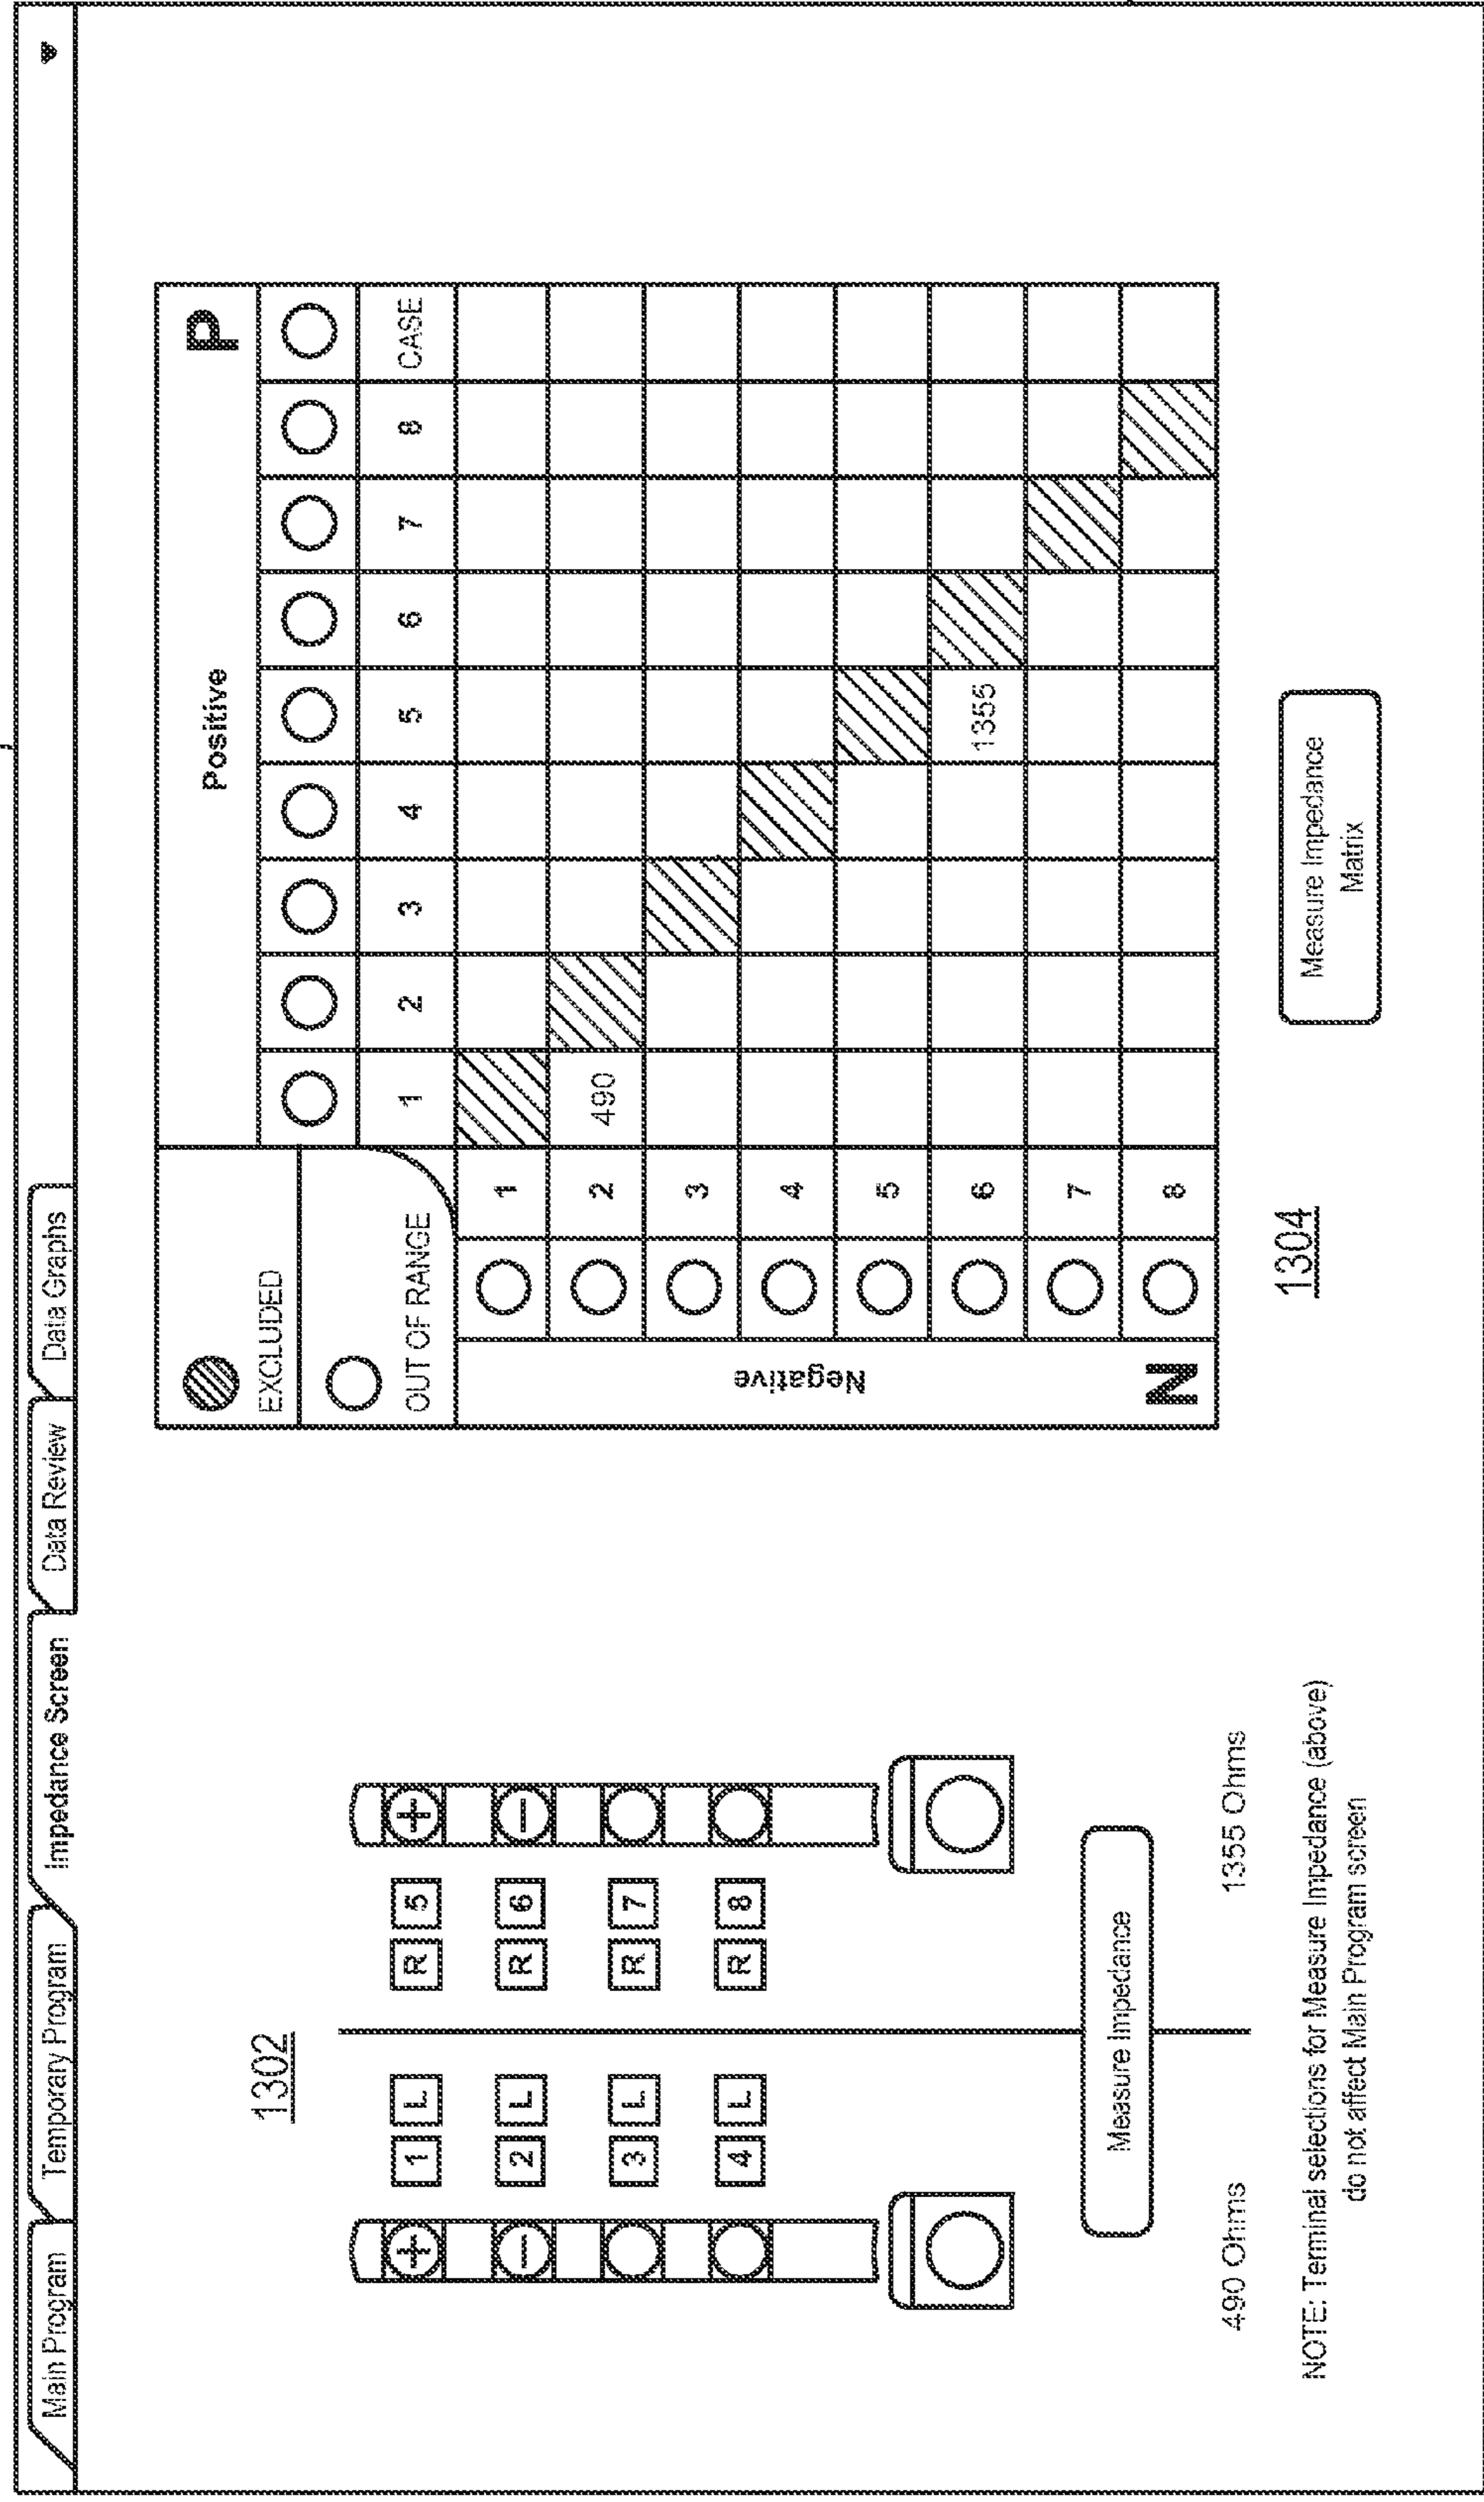 Main Program Temporary Program Impedance Screen Data Review Data Graphs
1302
+ 1 L R 5 +
− 2 L R 6 −
3 L R 7
4 L R 8
Measure Impedance
490 Ohms 1355 Ohms
NOTE: Terminal selections for Measure Impedance (above)
do not affect Main Program screen
EXCLUDED
OUT OF RANGE
Positive P
1 2 3 4 5 6 7 8 CASE
Negative
N
1
2 490
3
4
5
6 1355
7
8
1304
Measure Impedance
Matrix